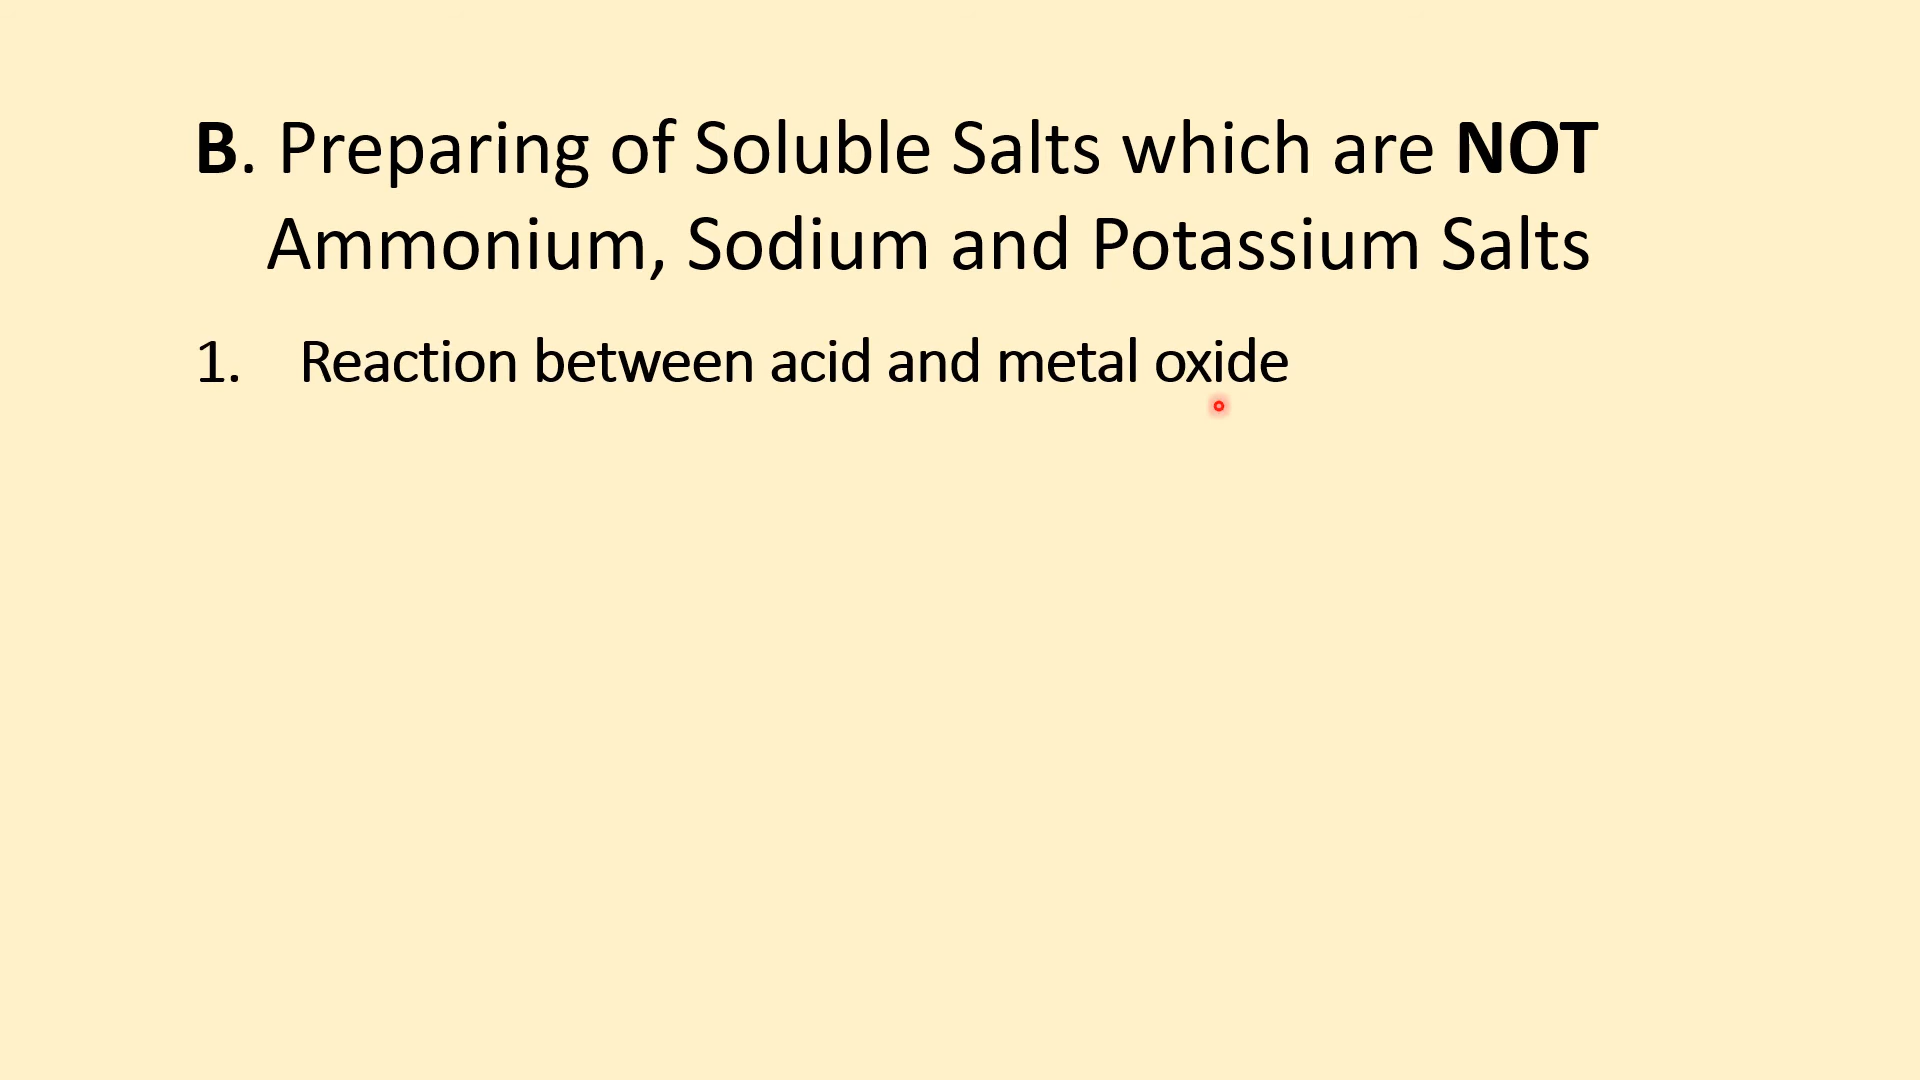 B. Preparing of Soluble Salts which are NOT
Ammonium, Sodium and Potassium Salts
1. Reaction between acid and metal oxide